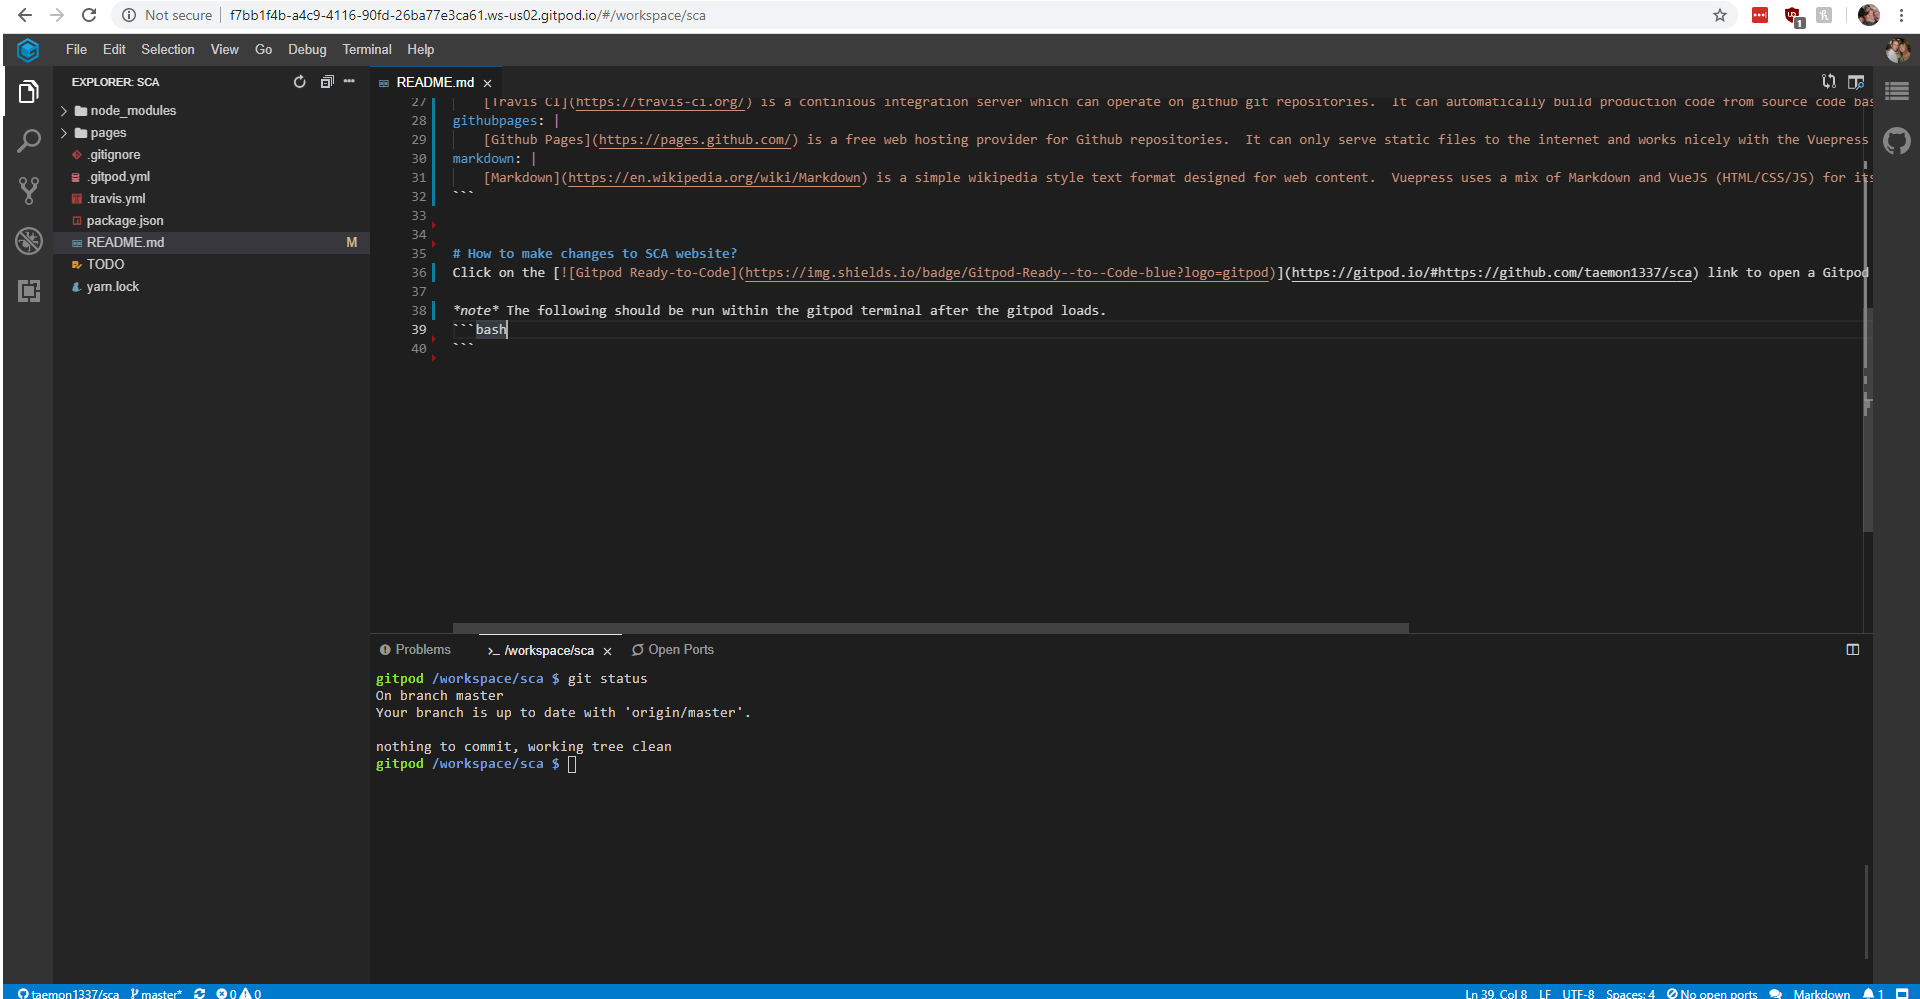 Not secure | f7bb1f4b-a4c9-4116-90fd-26ba77e3ca61.ws-us02.gitpod.io/#/workspace/sca
1
File Edit Selection View Go Debug Terminal Help
EXPLORER: SCA
node_modules
pages
.gitignore
.gitpod.yml
.travis.yml
package.json
README.md M
TODO
yarn.lock
README.md ×
27 [Travis CI](https://travis-ci.org/) is a continious integration server which can operate on github git repositories.  It can automatically build production code from source code bas
28 githubpages: |
29 [Github Pages](https://pages.github.com/) is a free web hosting provider for Github repositories.  It can only serve static files to the internet and works nicely with the Vuepress
30 markdown: |
31 [Markdown](https://en.wikipedia.org/wiki/Markdown) is a simple wikipedia style text format designed for web content.  Vuepress uses a mix of Markdown and VueJS (HTML/CSS/JS) for its
32 ```
33
34
35 # How to make changes to SCA website?
36 Click on the [![Gitpod Ready-to-Code](https://img.shields.io/badge/Gitpod-Ready--to--Code-blue?logo=gitpod)](https://gitpod.io/#https://github.com/taemon1337/sca) link to open a Gitpod
37
38 *note* The following should be run within the gitpod terminal after the gitpod loads.
39 ```bash
40 ```
Problems >_ /workspace/sca × Open Ports
gitpod /workspace/sca $ git status
On branch master
Your branch is up to date with 'origin/master'.
nothing to commit, working tree clean
gitpod /workspace/sca $
taemon1337/sca master* 0 0 Ln 39, Col 8 LF UTF-8 Spaces: 4 No open ports Markdown 1